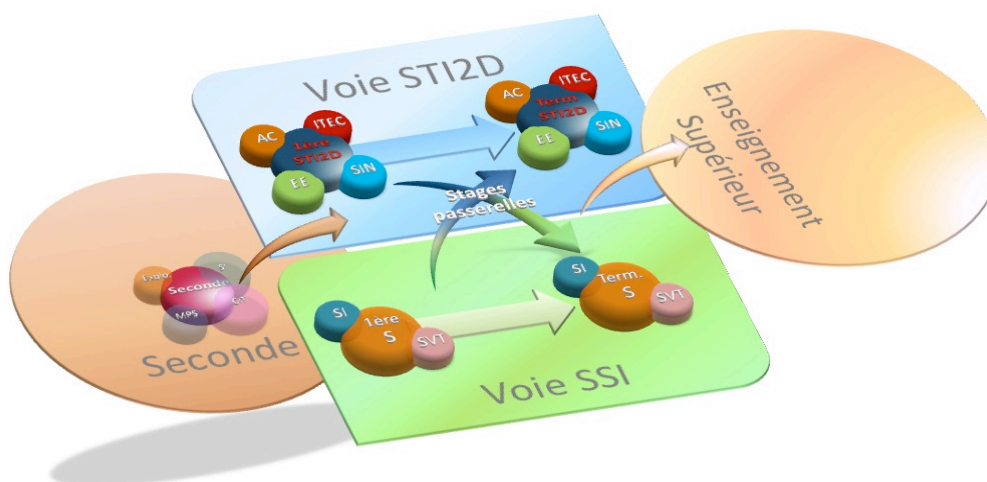 Voie STI2D
AC
ITEC
1ère
STI2D
EE
SIN
AC
ITEC
Term
STI2D
EE
SIN
Stages
passerelles
Enseignement
Supérieur
Explo.
Seconde
MPS
Seconde
SI
1ère
S
SVT
SI
Term.
S
SVT
Voie SSI